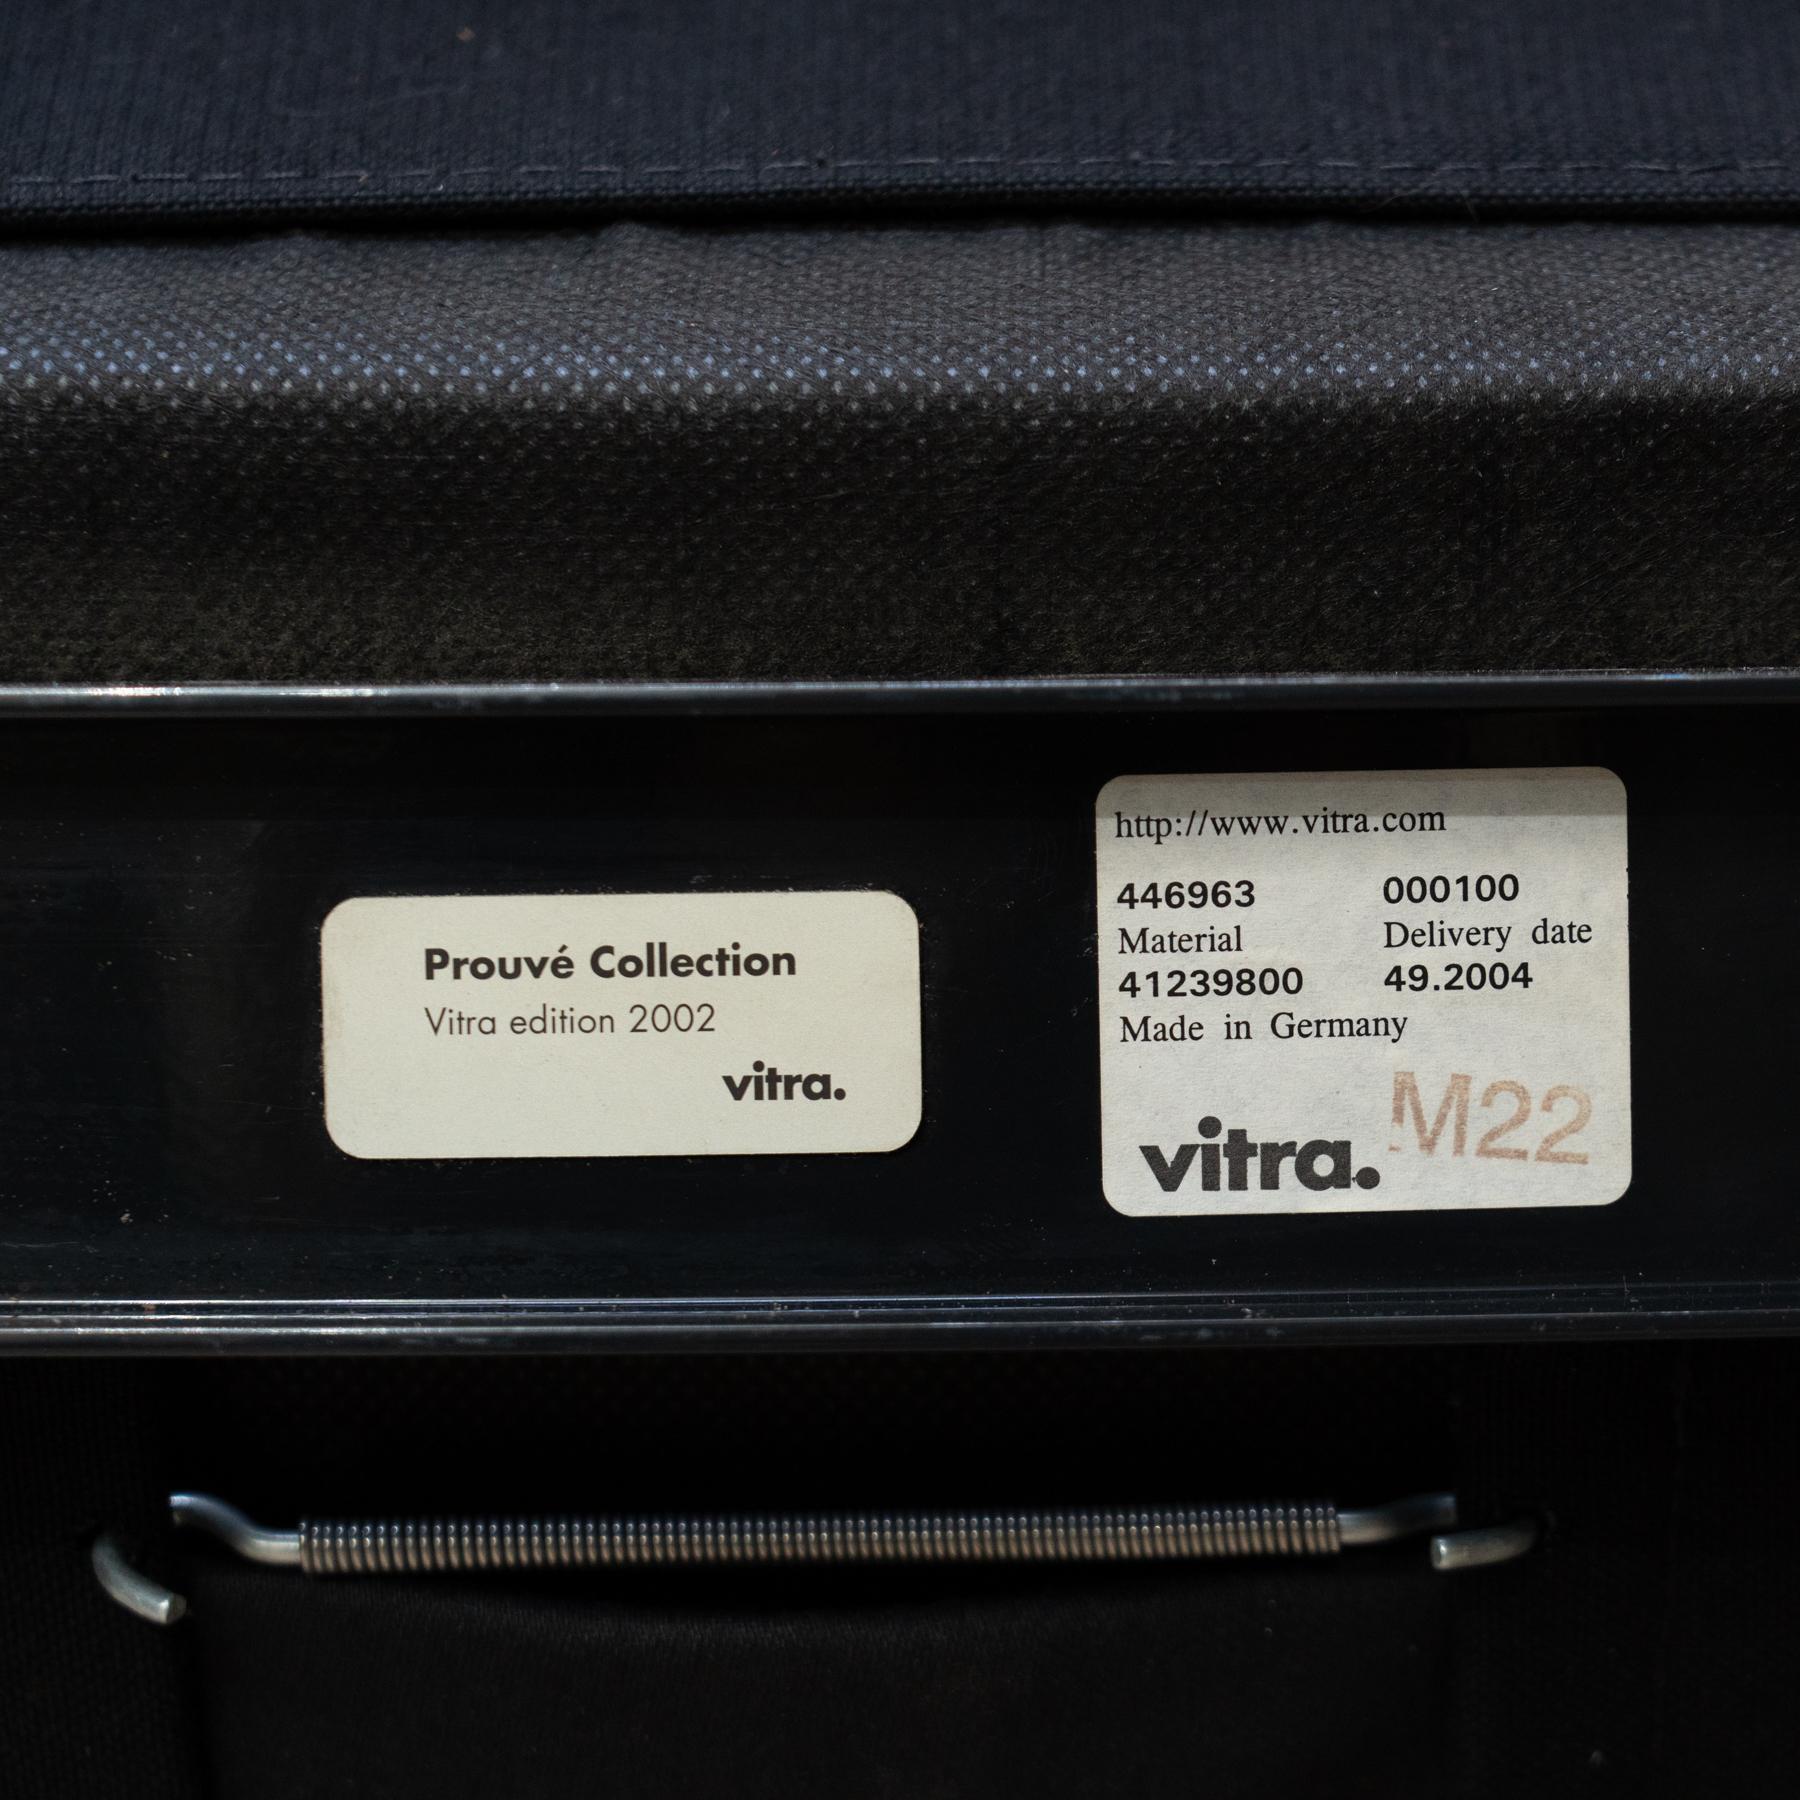 Prouvé Collection
Vitra edition 2002
vitra.
http://www.vitra.com
446963 000100
Material Delivery date
41239800 49.2004
Made in Germany
M22
vitra.